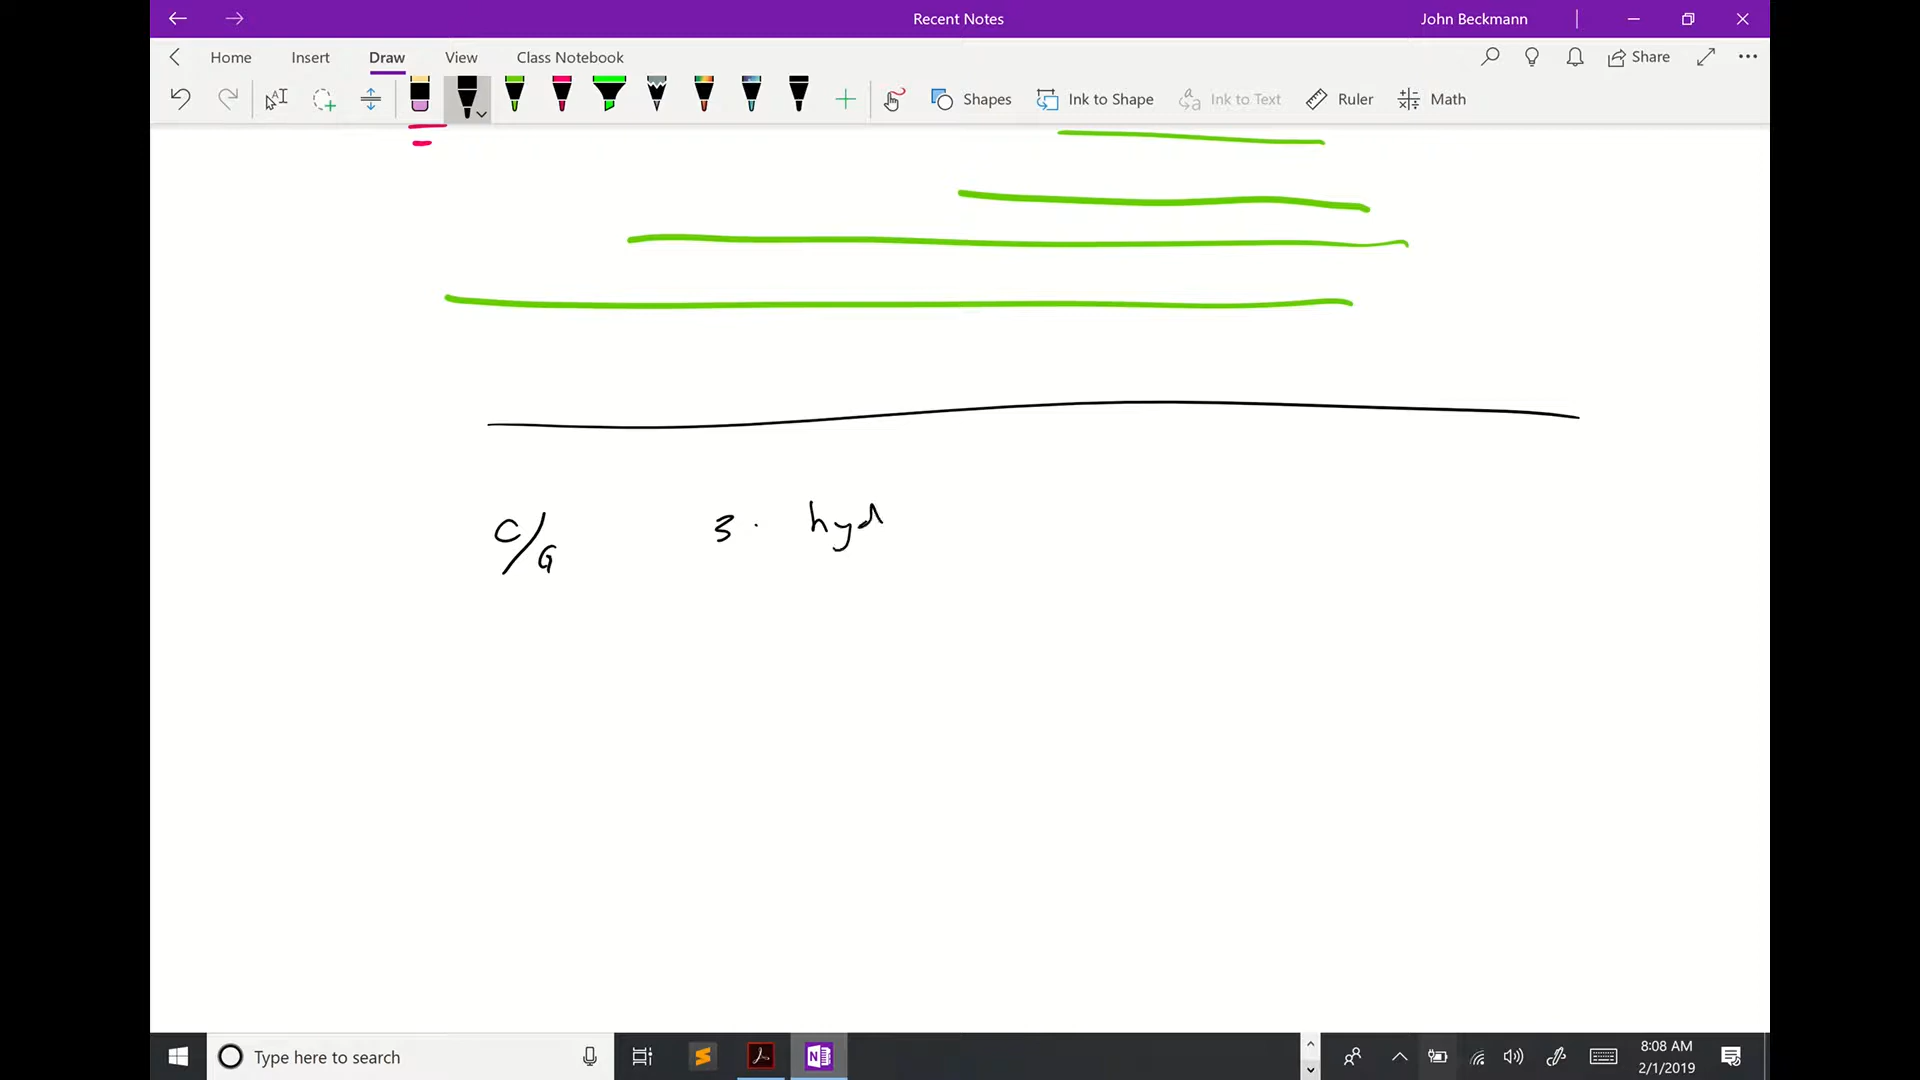 Recent Notes John Beckmann
Home Insert Draw View Class Notebook Share
Shapes Ink to Shape Ink to Text Ruler Math
C/G 3. hyd
Type here to search
8:08 AM
2/1/2019